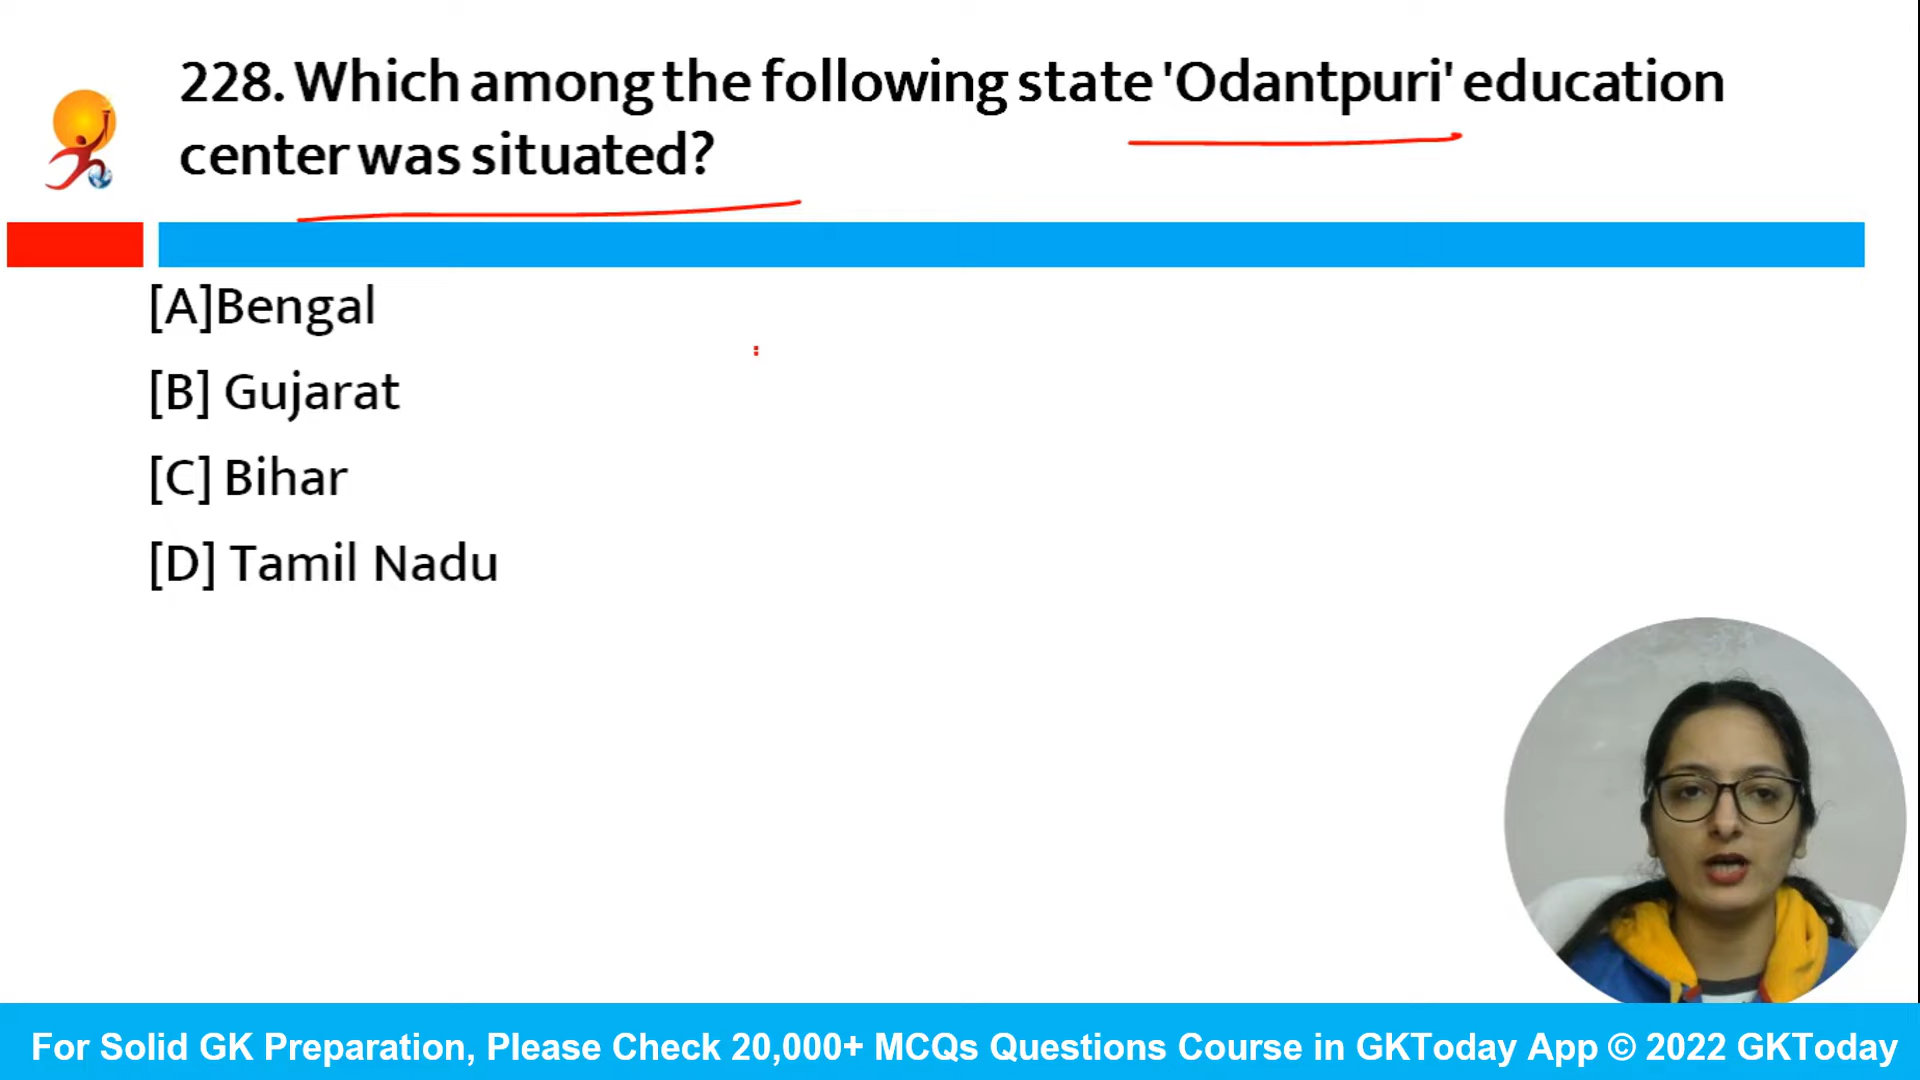 228. Which among the following state 'Odantpuri' education
center was situated?
[A]Bengal
[B] Gujarat
[C] Bihar
[D] Tamil Nadu
For Solid GK Preparation, Please Check 20,000+ MCQs Questions Course in GKToday App © 2022 GKToday